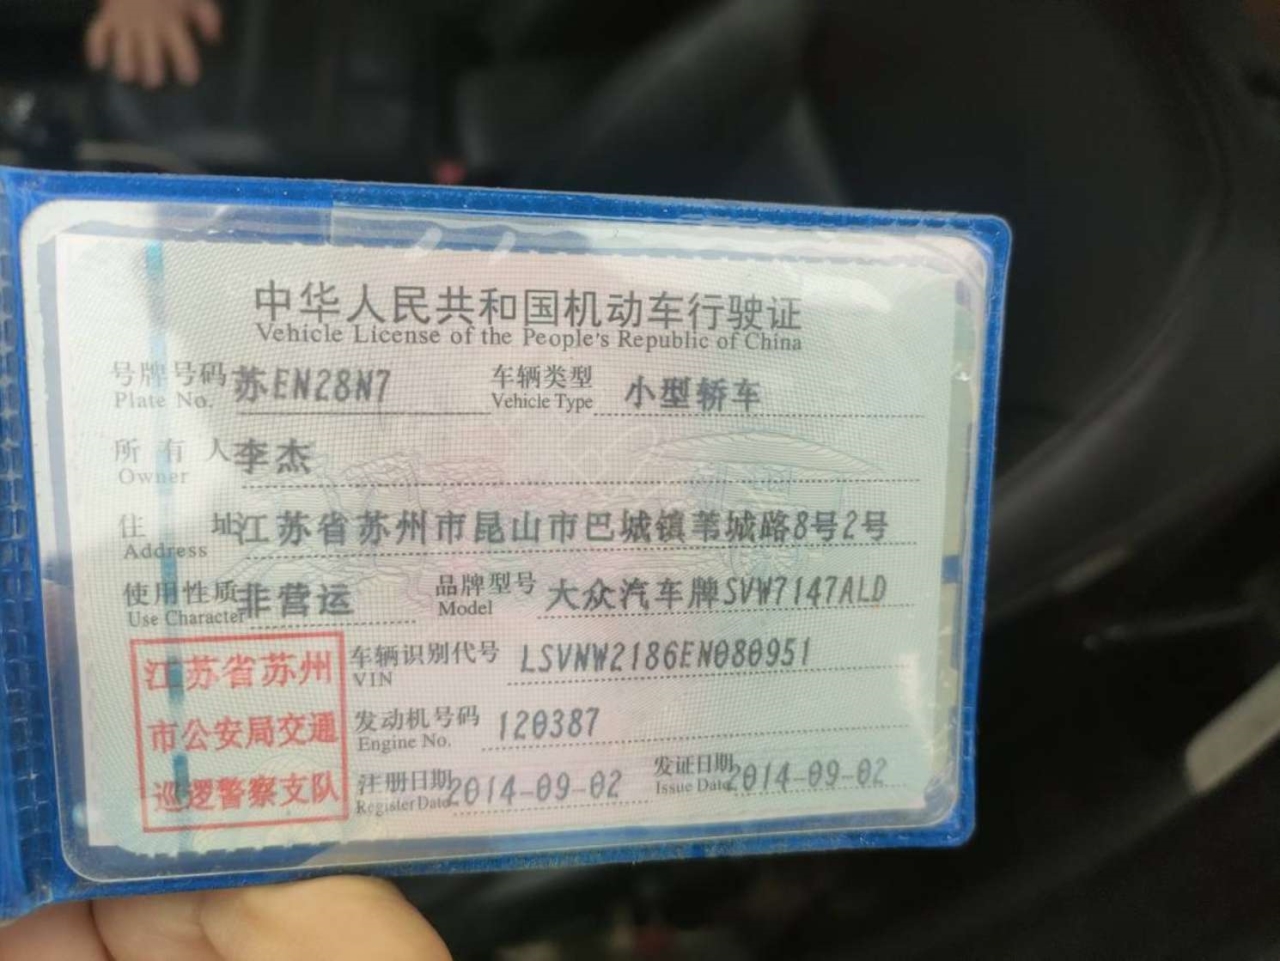 中华人民共和国机动车行驶证
Vehicle License of the People's Republic of China
号牌号码 苏EN28N7 车辆类型 小型轿车
Plate No. Vehicle Type
所有人 李杰
Owner
住址 江苏省苏州市昆山市巴城镇苇城路8号2号
Address
使用性质 非营运 品牌型号 大众汽车牌SVW7147ALD
Use Character Model
江苏省苏州
市公安局交通
巡逻警察支队
车辆识别代号 LSVNW2186EN080951
VIN
发动机号码 120387
Engine No.
注册日期 2014-09-02 发证日期 2014-09-02
Register Date Issue Date